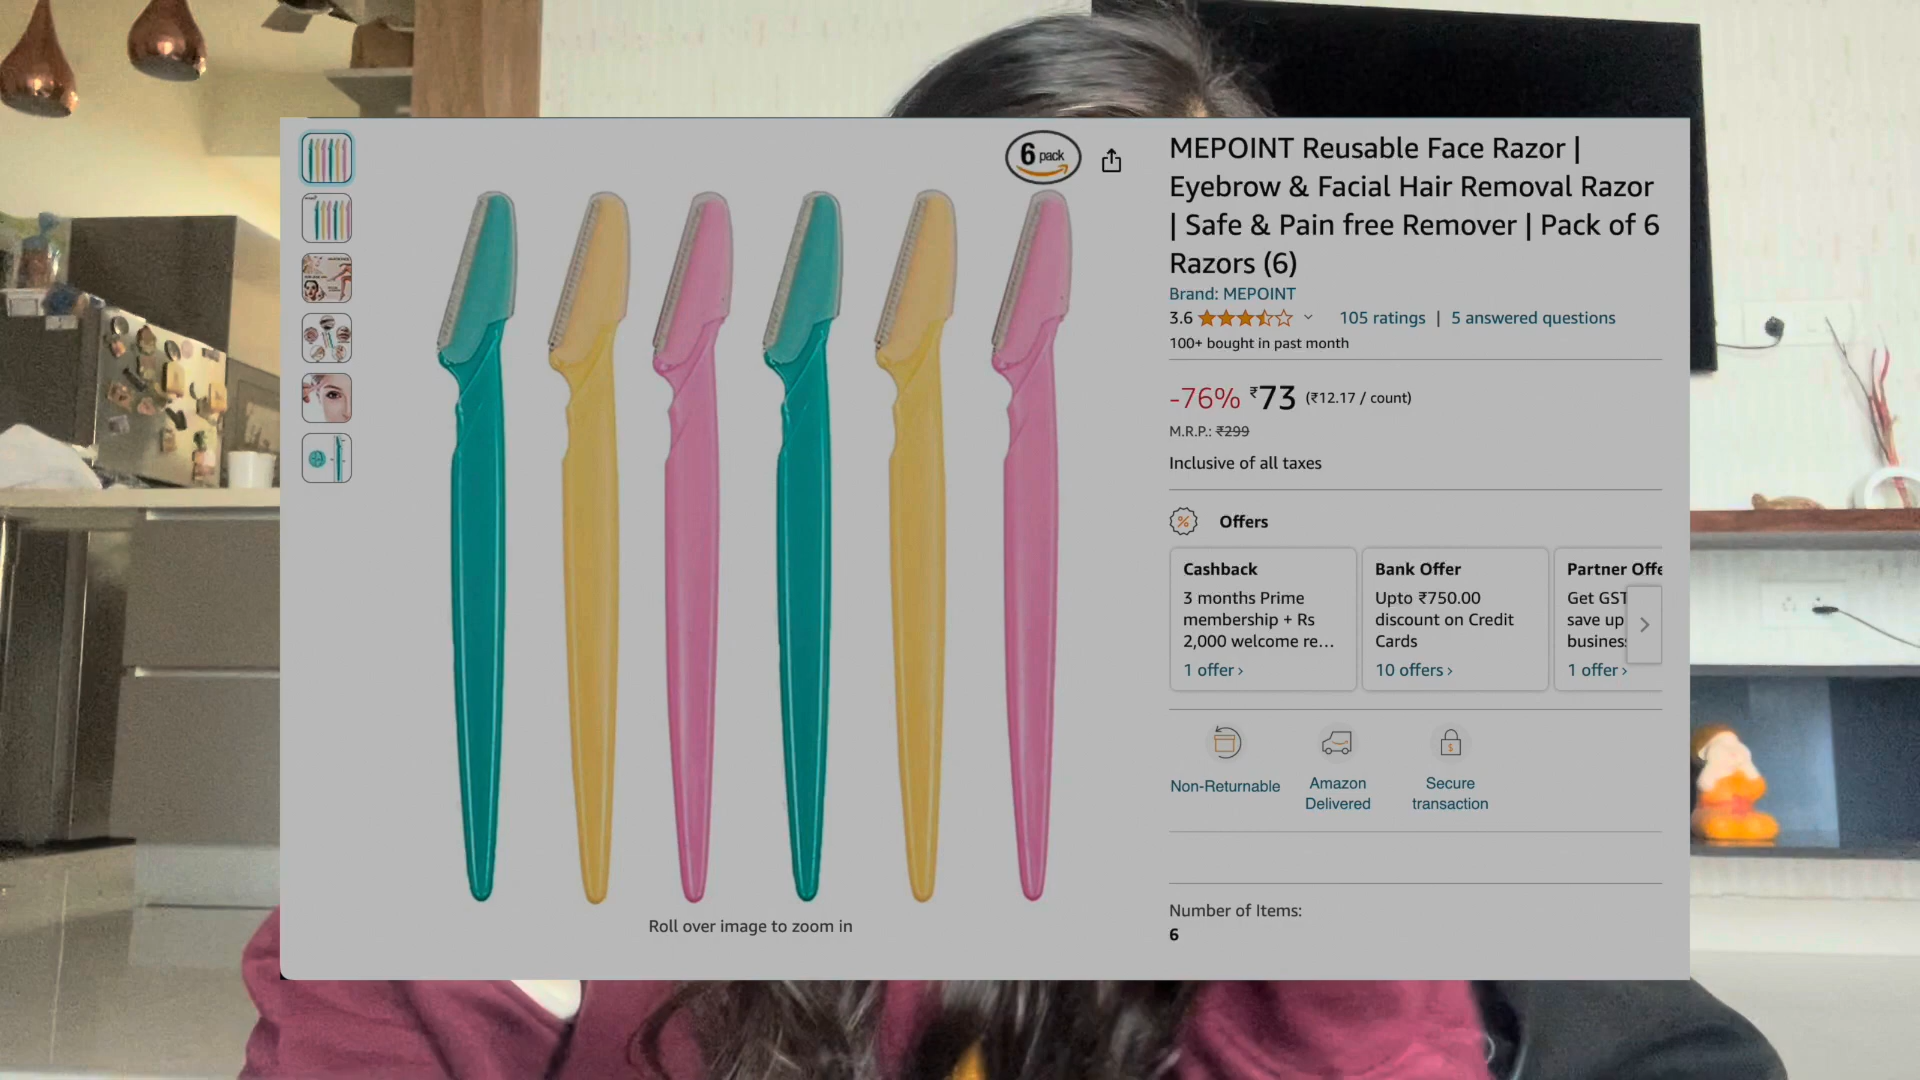 6 pack
MEPOINT Reusable Face Razor |
Eyebrow & Facial Hair Removal Razor
| Safe & Pain free Remover | Pack of 6
Razors (6)
Brand: MEPOINT
3.6 105 ratings | 5 answered questions
100+ bought in past month
-76% ₹73 (₹12.17 / count)
M.R.P.: ₹299
Inclusive of all taxes
Offers
Cashback
3 months Prime
membership + Rs
2,000 welcome re...
1 offer ›
Bank Offer
Upto ₹750.00
discount on Credit
Cards
10 offers ›
Partner Offe
Get GST
save up
business
1 offer ›
Non-Returnable
Amazon
Delivered
Secure
transaction
Number of Items:
6
Roll over image to zoom in